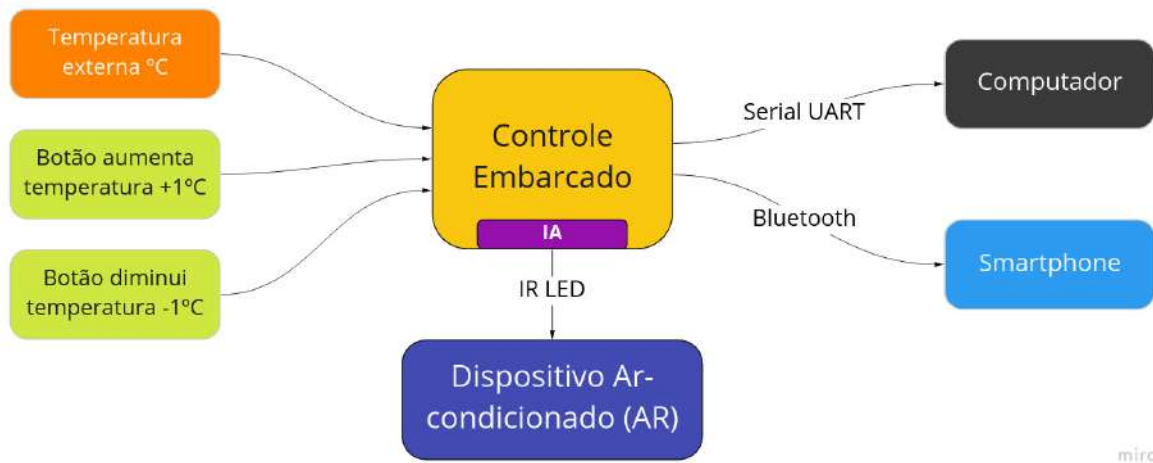 Temperatura
externa ºC
Botão aumenta
temperatura +1ºC
Botão diminui
temperatura -1ºC
Controle
Embarcado
IA
IR LED
Dispositivo Ar-
condicionado (AR)
Serial UART
Bluetooth
Computador
Smartphone